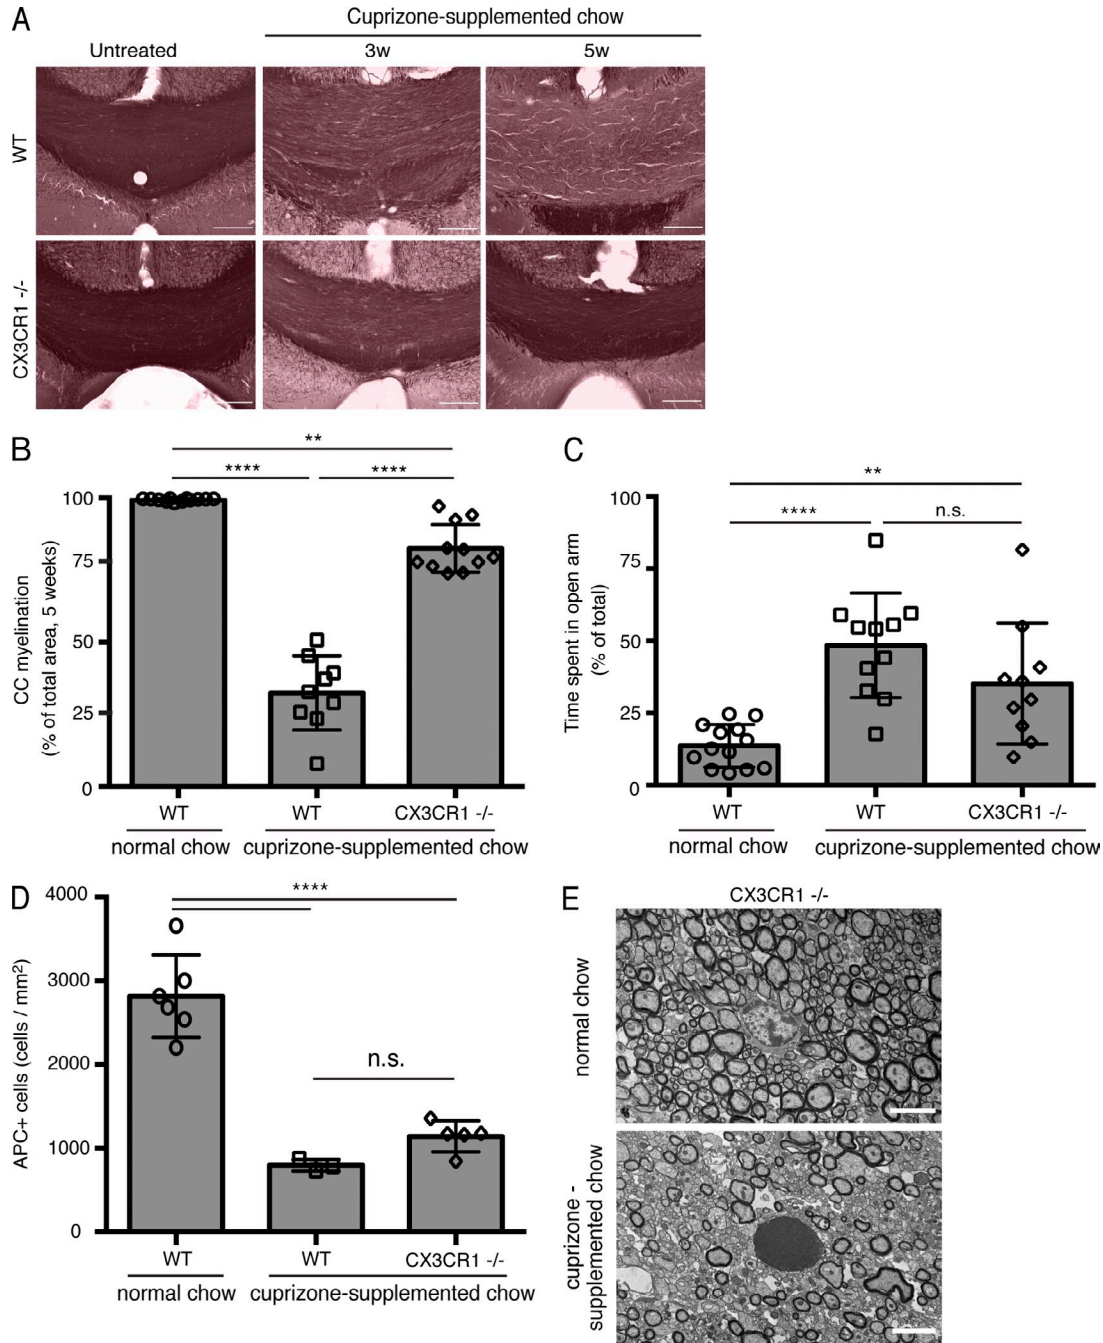 A
Cuprizone-supplemented chow
Untreated
3w
5w
WT
CX3CR1 -/-
B
**
****
****
CC myelination
(% of total area, 5 weeks)
100
75
50
25
0
WT
WT
CX3CR1 -/-
normal chow
cuprizone-supplemented chow
C
**
****
n.s.
Time spent in open arm
(% of total)
100
75
50
25
0
WT
WT
CX3CR1 -/-
normal chow
cuprizone-supplemented chow
D
****
n.s.
APC+ cells (cells / mm²)
4000
3000
2000
1000
0
WT
WT
CX3CR1 -/-
normal chow
cuprizone-supplemented chow
E
CX3CR1 -/-
normal chow
cuprizone -
supplemented chow